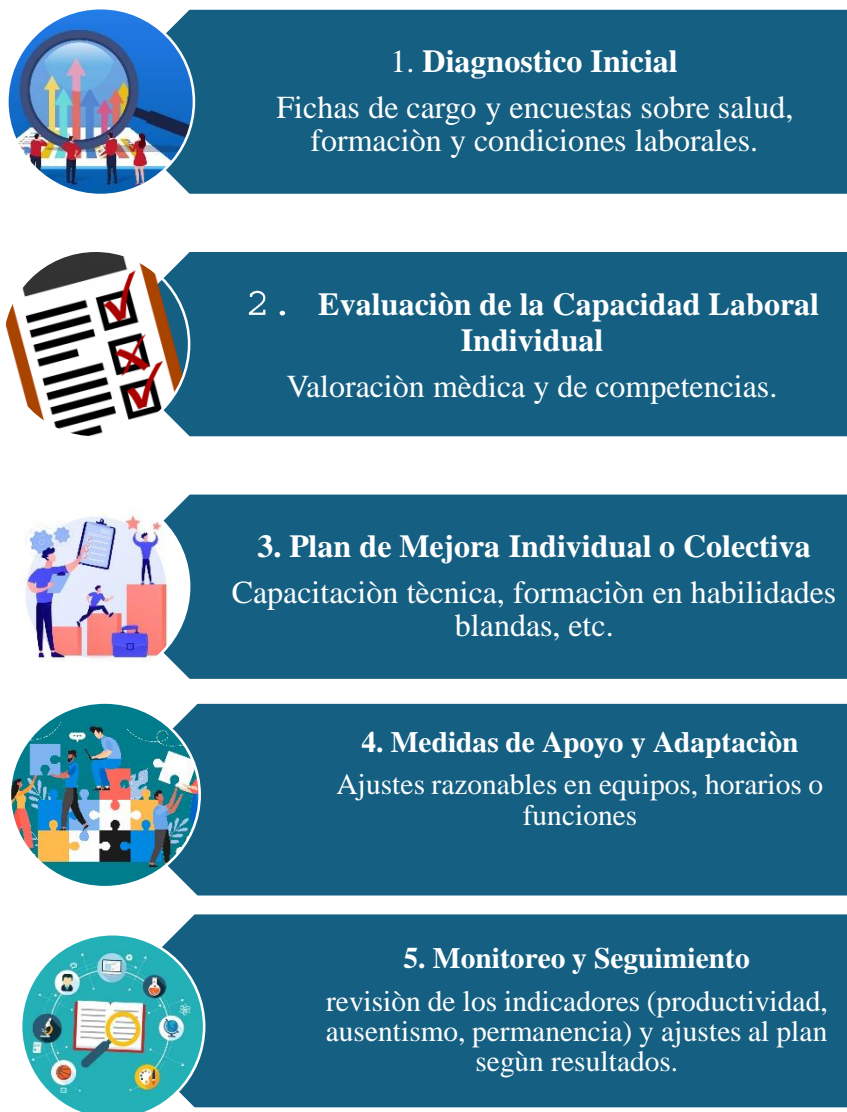 1. Diagnostico Inicial
Fichas de cargo y encuestas sobre salud,
formaciòn y condiciones laborales.
2. Evaluaciòn de la Capacidad Laboral
Individual
Valoraciòn mèdica y de competencias.
3. Plan de Mejora Individual o Colectiva
Capacitaciòn tècnica, formaciòn en habilidades
blandas, etc.
4. Medidas de Apoyo y Adaptaciòn
Ajustes razonables en equipos, horarios o
funciones
5. Monitoreo y Seguimiento
revisiòn de los indicadores (productividad,
ausentismo, permanencia) y ajustes al plan
segùn resultados.